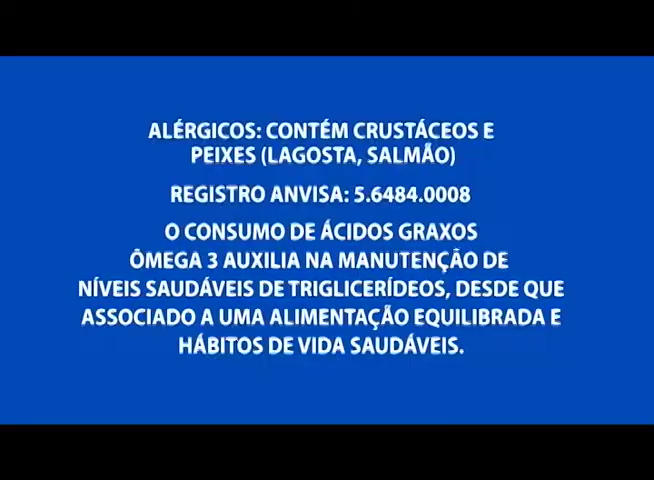 ALÉRGICOS: CONTÉM CRUSTÁCEOS E
PEIXES (LAGOSTA, SALMÃO)
REGISTRO ANVISA: 5.6484.0008
O CONSUMO DE ÁCIDOS GRAXOS
ÔMEGA 3 AUXILIA NA MANUTENÇÃO DE
NÍVEIS SAUDÁVEIS DE TRIGLICERÍDEOS, DESDE QUE
ASSOCIADO A UMA ALIMENTAÇÃO EQUILIBRADA E
HÁBITOS DE VIDA SAUDÁVEIS.